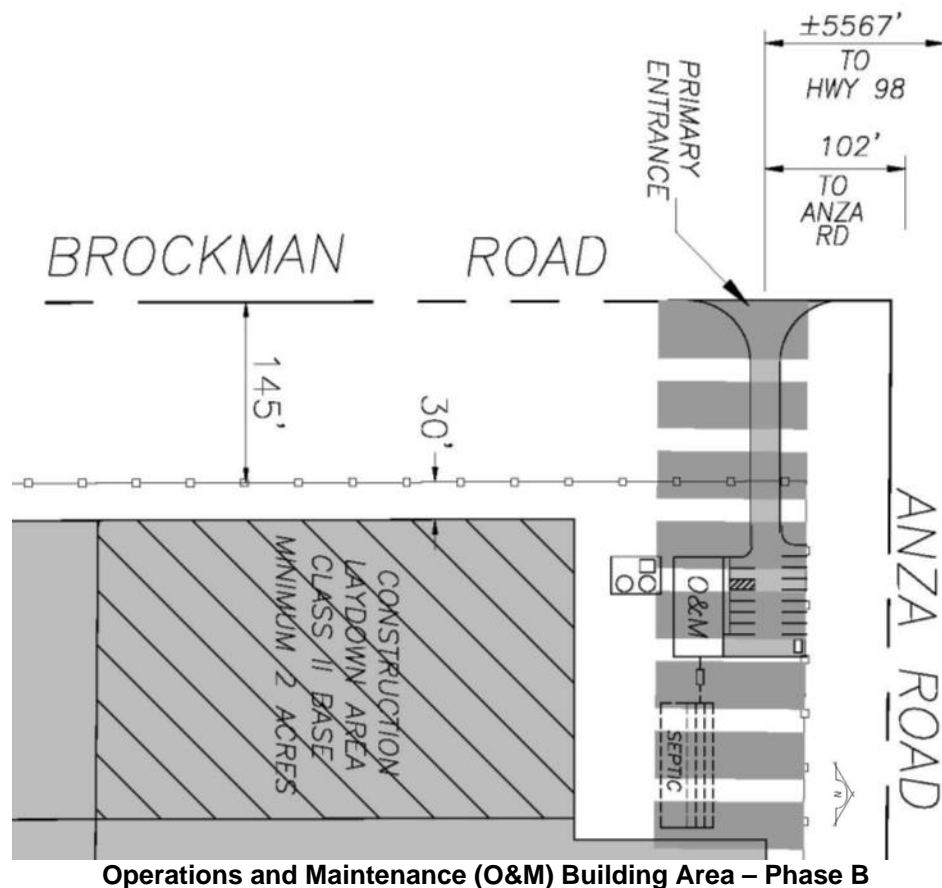 ±5567'
TO
HWY 98
102'
TO
ANZA
RD
PRIMARY
ENTRANCE
BROCKMAN ROAD
145'
30'
ANZA ROAD
CONSTRUCTION
LAYDOWN AREA
CLASS II BASE
MINIMUM 2 ACRES
O&M
SEPTIC
N
Operations and Maintenance (O&M) Building Area – Phase B